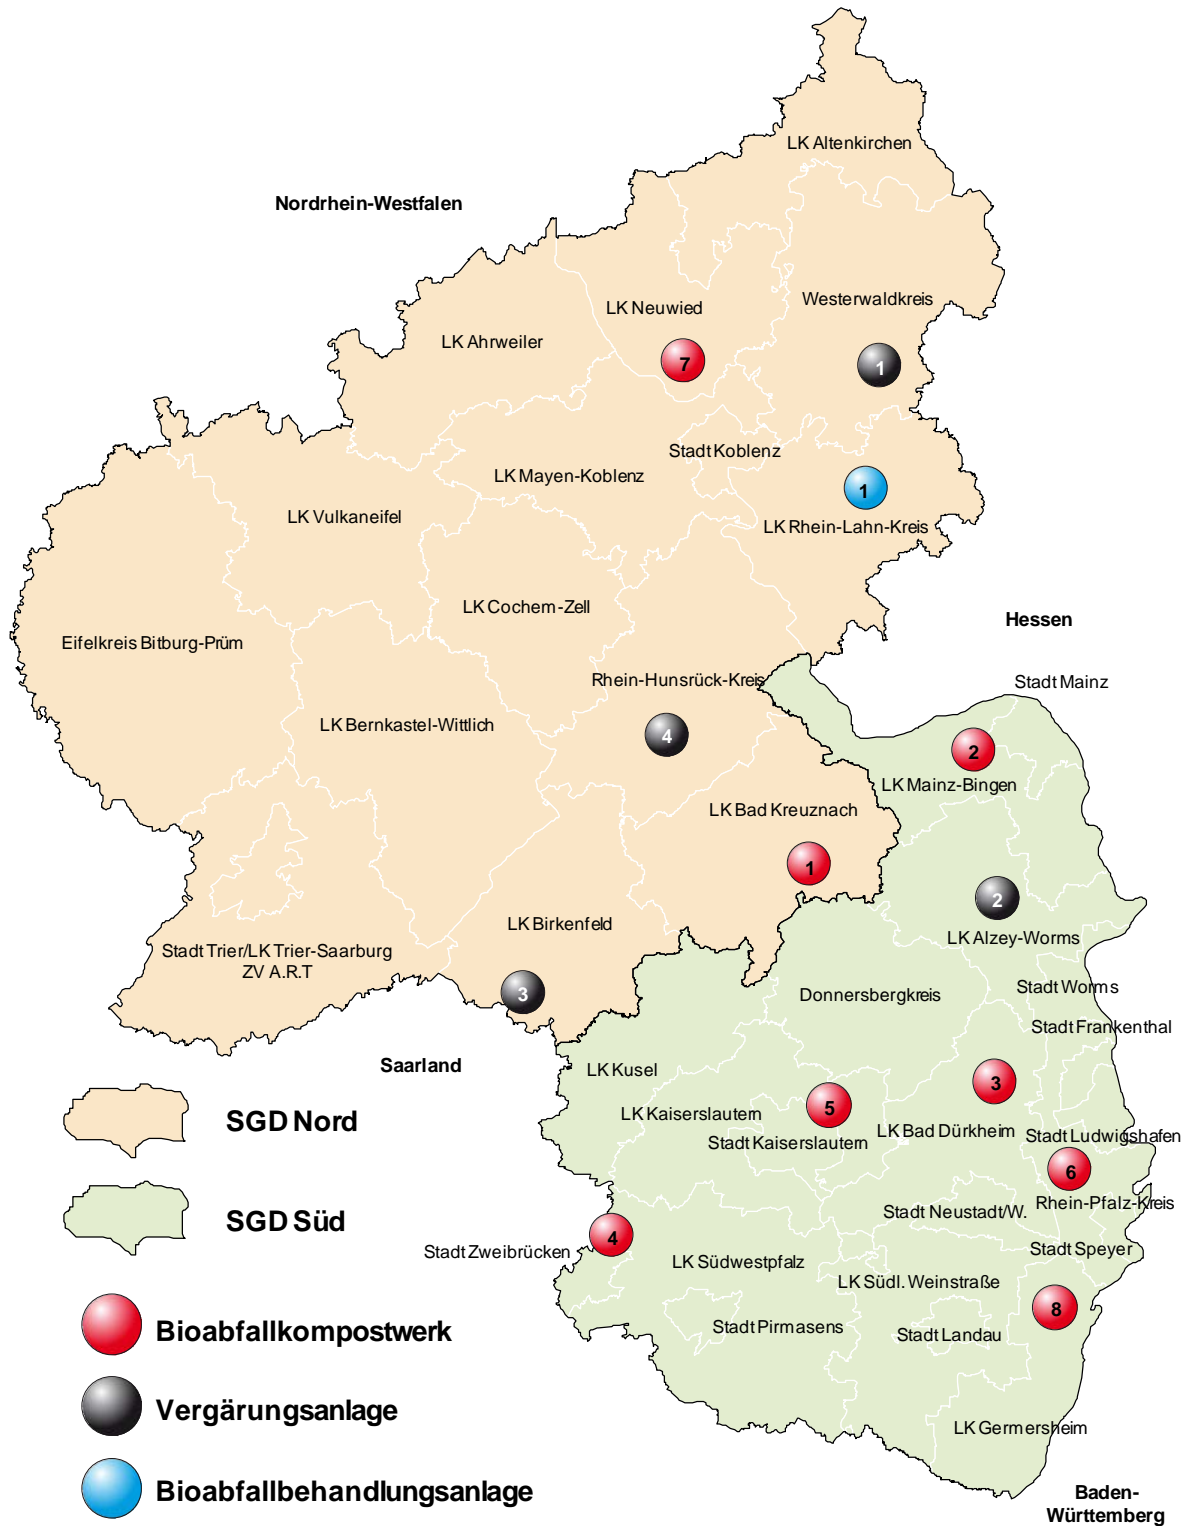 LK Altenkirchen
Nordrhein-Westfalen
Westerwaldkreis
LK Neuwied
LK Ahrweiler
7
1
Stadt Koblenz
LK Mayen-Koblenz
1
LK Vulkaneifel
LK Rhein-Lahn-Kreis
LK Cochem-Zell
Hessen
Eifelkreis Bitburg-Prüm
Rhein-Hunsrück-Kreis
Stadt Mainz
LK Bernkastel-Wittlich
4
2
LK Mainz-Bingen
LK Bad Kreuznach
1
2
LK Birkenfeld
LK Alzey-Worms
Stadt Trier/LK Trier-Saarburg
ZV A.R.T
3
Donnersbergkreis
Stadt Worms
Stadt Frankenthal
Saarland
LK Kusel
3
SGD Nord
LK Kaiserslautern
5
Stadt Kaiserslautern
LK Bad Dürkheim
Stadt Ludwigshafen
6
Rhein-Pfalz-Kreis
SGD Süd
Stadt Neustadt/W.
4
Stadt Zweibrücken
Stadt Speyer
LK Südwestpfalz
LK Südl. Weinstraße
8
Stadt Pirmasens
Stadt Landau
Bioabfallkompostwerk
Vergärungsanlage
LK Germersheim
Bioabfallbehandlungsanlage
Baden-
Württemberg